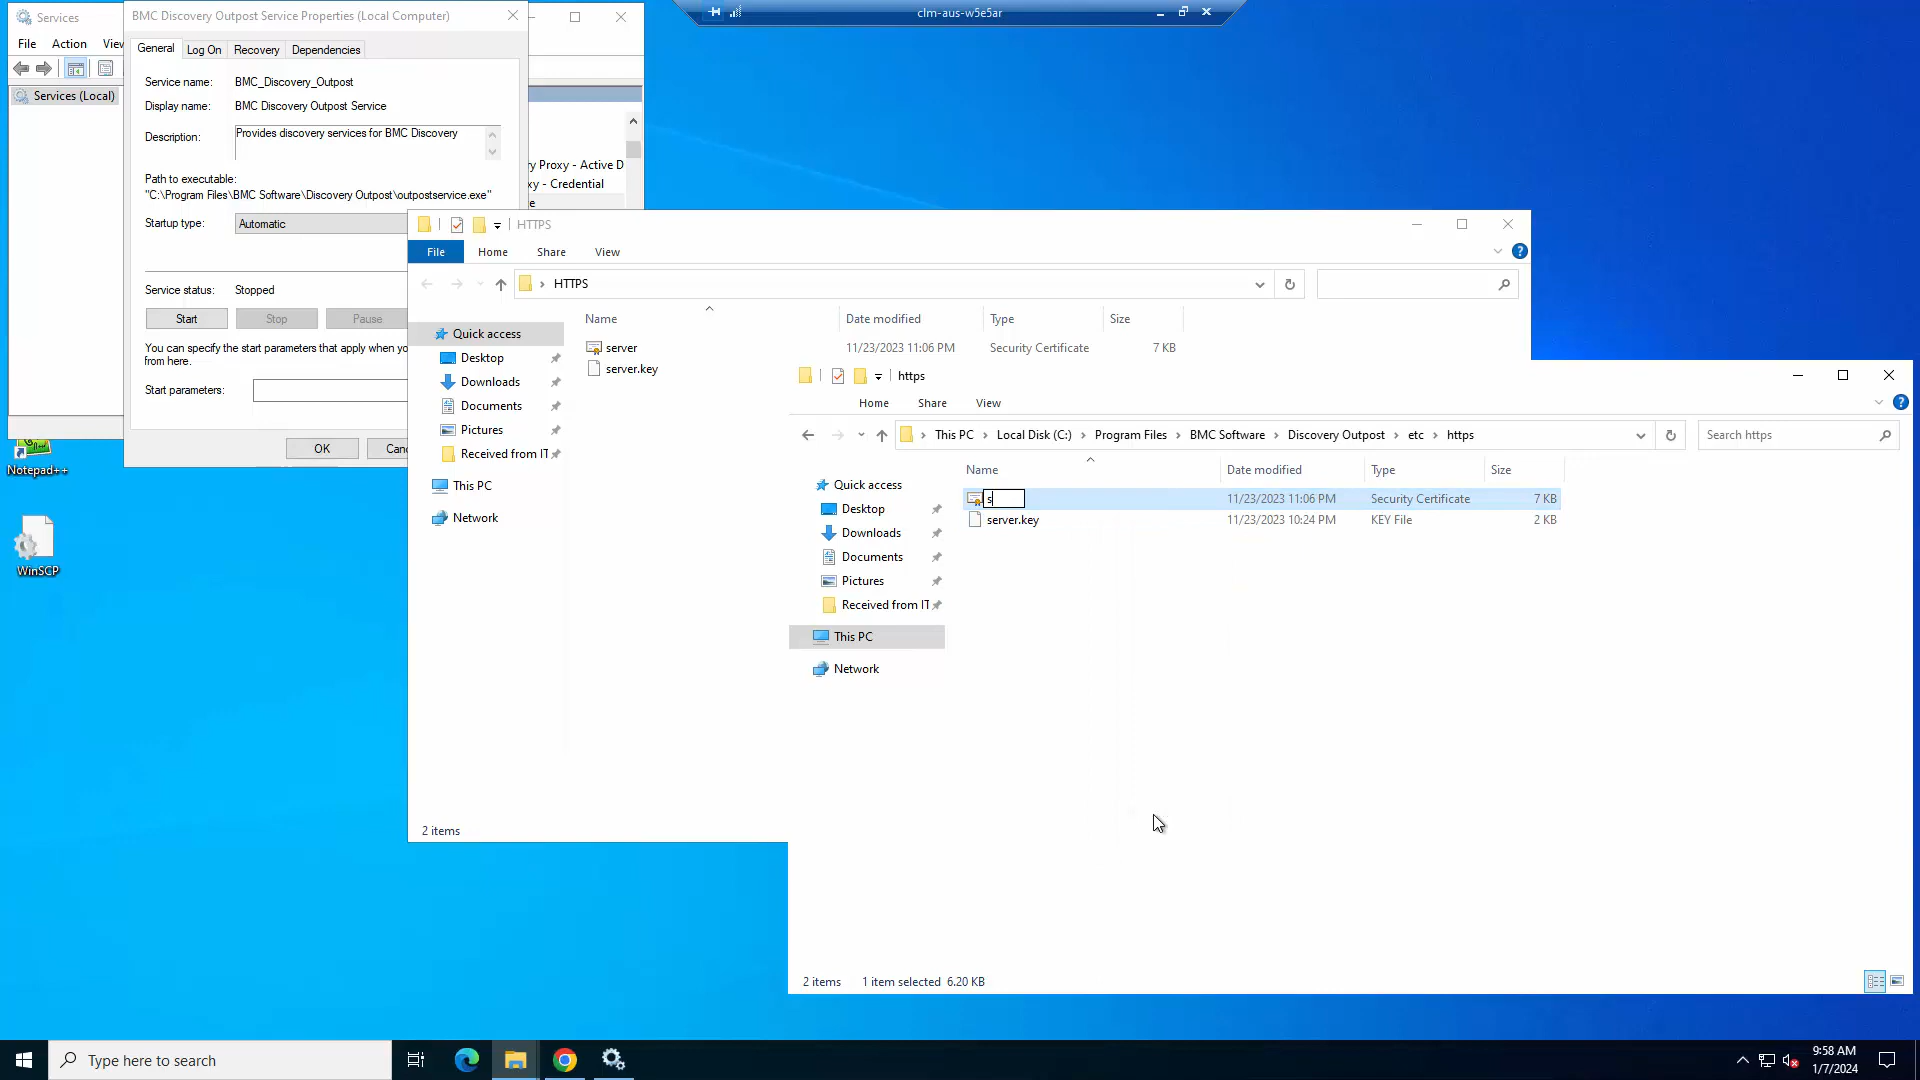 Services
File Action View
Services (Local)
BMC Discovery Outpost Service Properties (Local Computer)
General Log On Recovery Dependencies
Service name: BMC_Discovery_Outpost
Display name: BMC Discovery Outpost Service
Description: Provides discovery services for BMC Discovery
Path to executable:
"C:\Program Files\BMC Software\Discovery Outpost\outpostservice.exe"
Startup type: Automatic
Service status: Stopped
Start Stop Pause
You can specify the start parameters that apply when yo
from here.
Start parameters:
OK Canc
ry Proxy - Active D
xy - Credential
e
clm-aus-w5e5ar
HTTPS
File Home Share View
HTTPS
Name Date modified Type Size
server 11/23/2023 11:06 PM Security Certificate 7 KB
server.key
Quick access
Desktop
Downloads
Documents
Pictures
Received from IT
This PC
Network
2 items
https
Home Share View
This PC Local Disk (C:) Program Files BMC Software Discovery Outpost etc https
Search https
Name Date modified Type Size
s 11/23/2023 11:06 PM Security Certificate 7 KB
server.key 11/23/2023 10:24 PM KEY File 2 KB
Quick access
Desktop
Downloads
Documents
Pictures
Received from IT
This PC
Network
2 items 1 item selected 6.20 KB
Notepad++
WinSCP
Type here to search
9:58 AM
1/7/2024